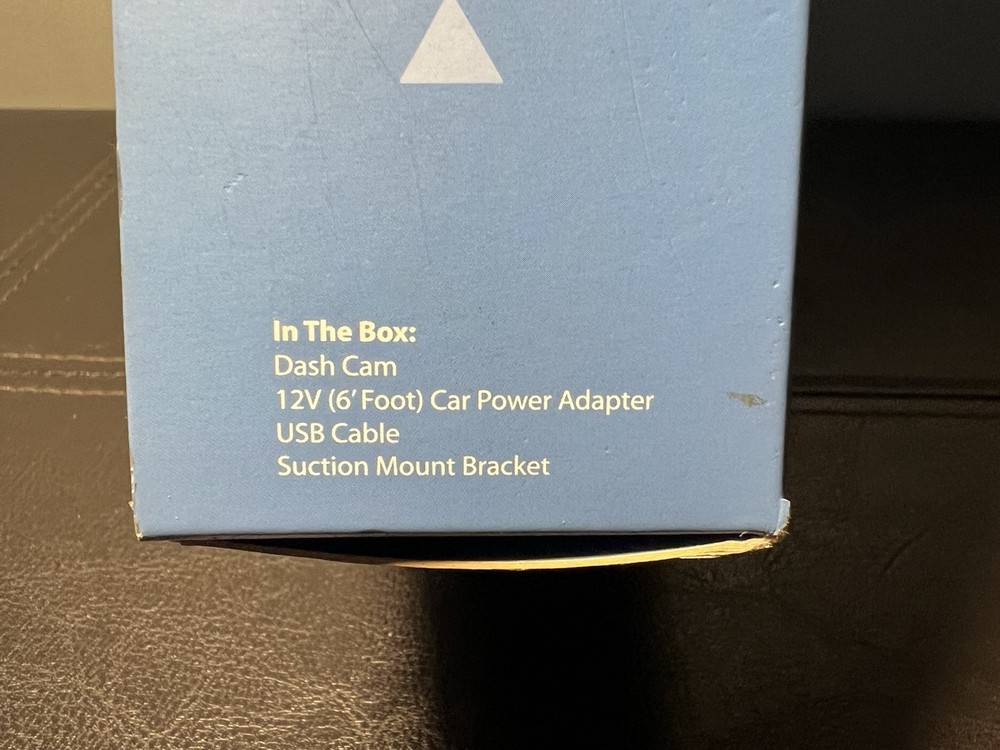 In The Box:
Dash Cam
12V (6' Foot) Car Power Adapter
USB Cable
Suction Mount Bracket